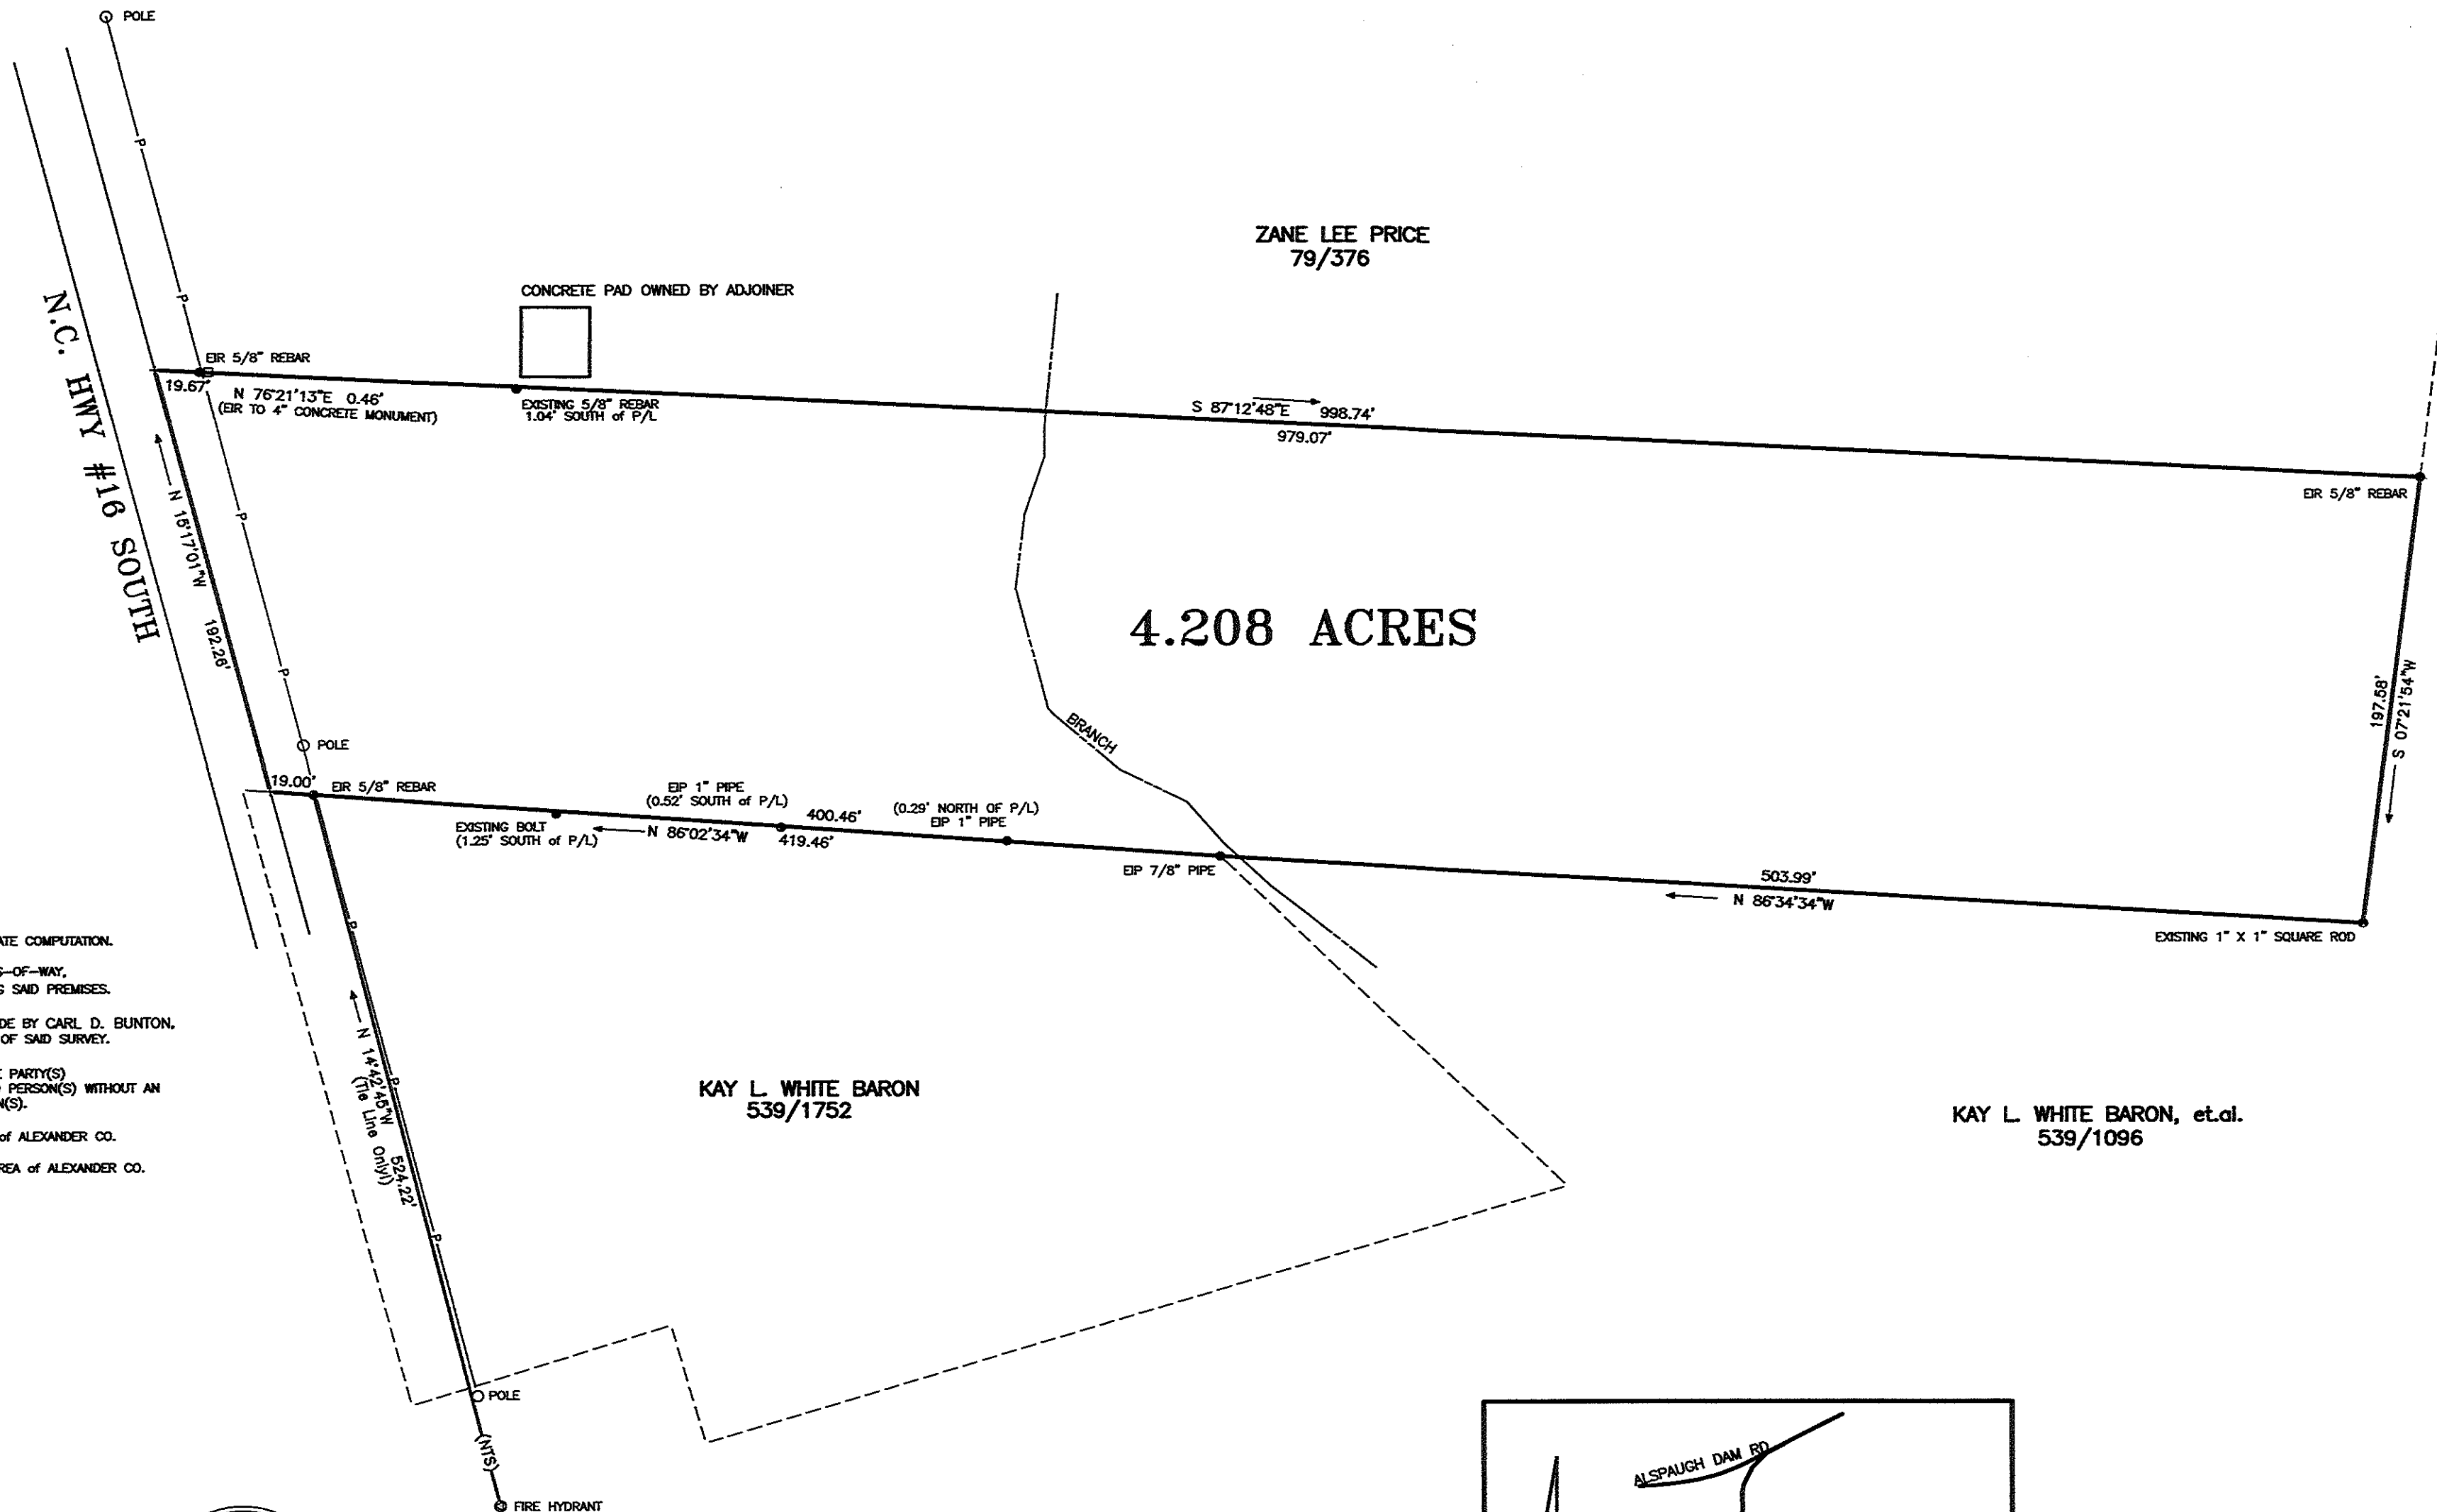 POLE
P
ZANE LEE PRICE
79/376
CONCRETE PAD OWNED BY ADJOINER
P
N.C. HWY #16 SOUTH
EIR 5/8" REBAR
19.67'
N 76°21'13"E 0.46'
(EIR TO 4" CONCRETE MONUMENT)
EXISTING 5/8" REBAR
1.04' SOUTH of P/L
S 87°12'48"E 998.74'
979.07'
EIR 5/8" REBAR
N 15°17'01"W 192.26'
P
4.208 ACRES
P
197.58'
S 07°21'54"W
BRANCH
POLE
19.00'
EIR 5/8" REBAR
EIP 1" PIPE
(0.52' SOUTH of P/L)
400.46'
(0.29' NORTH OF P/L)
EIP 1" PIPE
EXISTING BOLT
(1.25' SOUTH of P/L)
N 86°02'34"W
419.46'
EIP 7/8" PIPE
503.99'
N 86°34'34"W
EXISTING 1" X 1" SQUARE ROD
P
ATE COMPUTATION.
S-OF-WAY,
G SAID PREMISES.
DE BY CARL D. BUNTON,
OF SAID SURVEY.
E PARTY(S)
PERSON(S) WITHOUT AN
N(S).
of ALEXANDER CO.
REA of ALEXANDER CO.
N 14°42'45"W 524.22'
(Tie Line Only!)
P
P
KAY L. WHITE BARON
539/1752
KAY L. WHITE BARON, et.al.
539/1096
POLE
(NTS)
FIRE HYDRANT
ALSPAUGH DAM RD